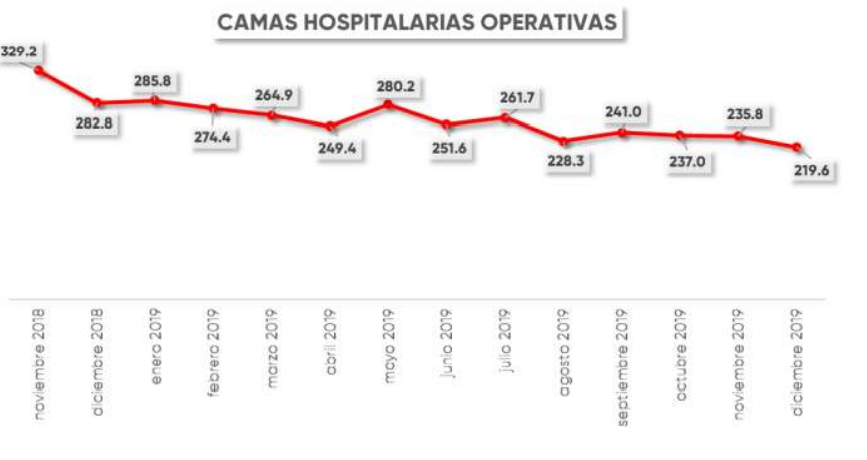 CAMAS HOSPITALARIAS OPERATIVAS
329.2
282.8
285.8
274.4
264.9
249.4
280.2
251.6
261.7
228.3
241.0
237.0
235.8
219.6
noviembre 2018
diciembre 2018
enero 2019
febrero 2019
marzo 2019
abril 2019
mayo 2019
junio 2019
julio 2019
agosto 2019
septiembre 2019
octubre 2019
noviembre 2019
diciembre 2019